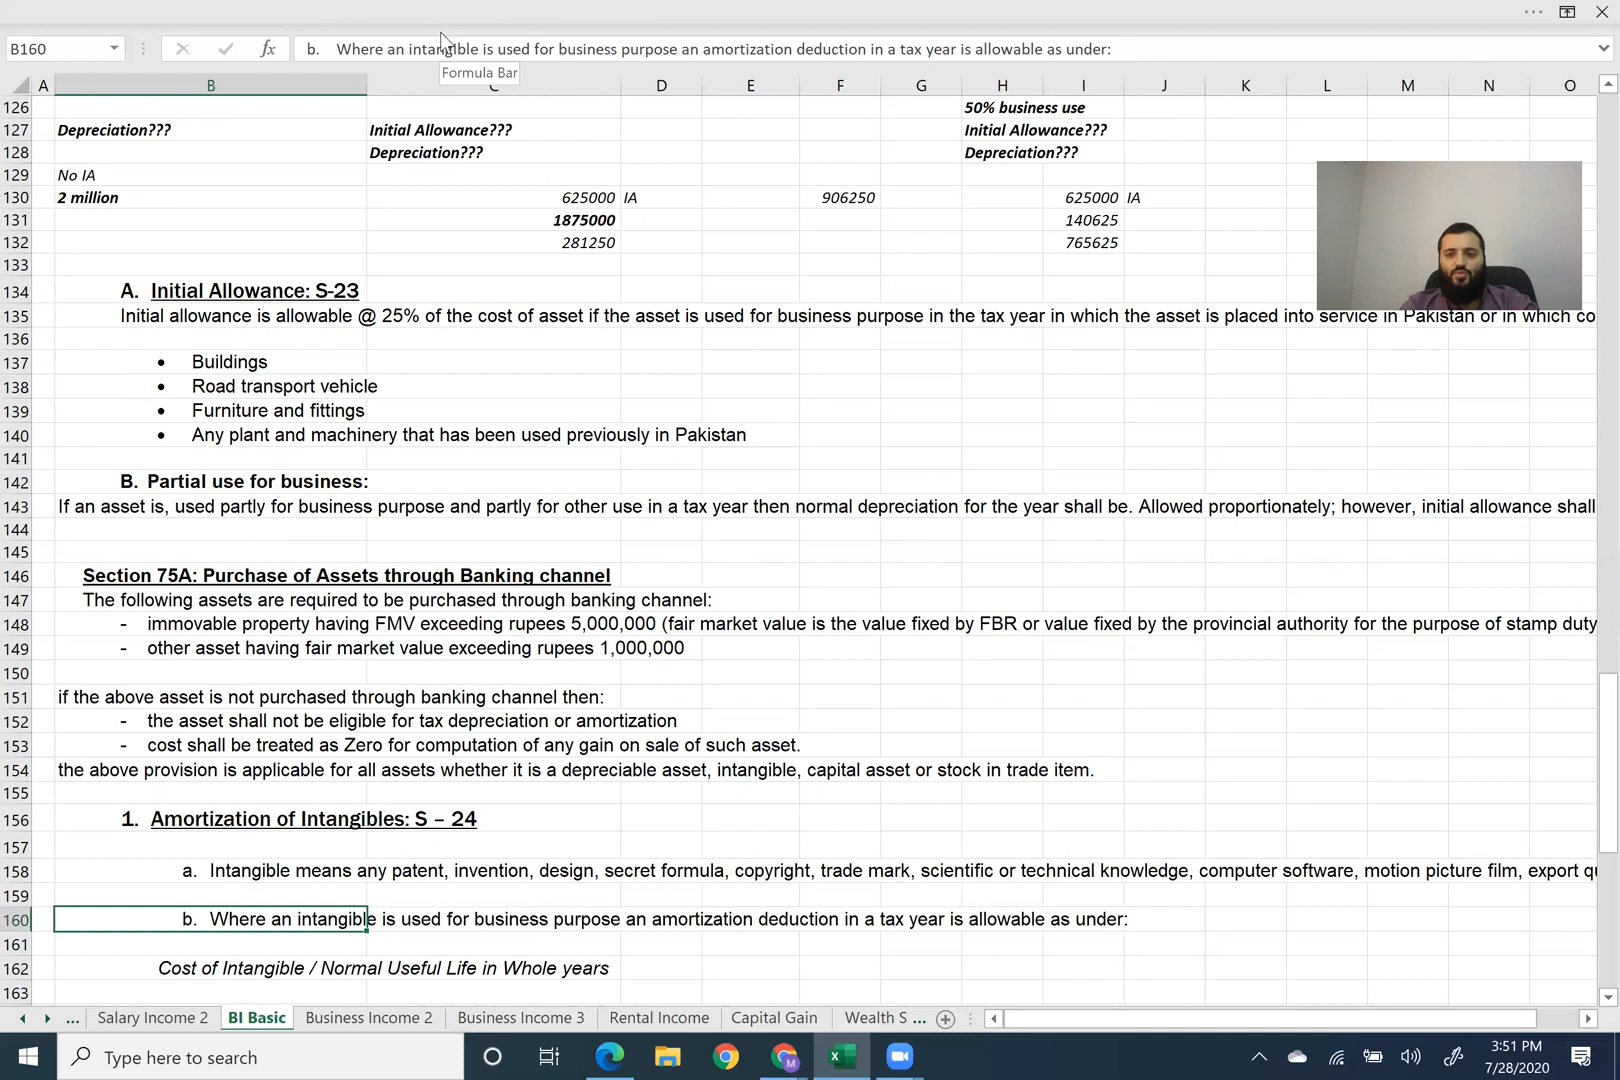 B160
b. Where an intangible is used for business purpose an amortization deduction in a tax year is allowable as under:
Formula Bar
A B C D E F G H I J K L M N O
126 50% business use
127 Depreciation??? Initial Allowance??? Initial Allowance???
128 Depreciation??? Depreciation???
129 No IA
130 2 million 625000 IA 906250 625000 IA
131 1875000 140625
132 281250 765625
133
134 A. Initial Allowance: S-23
135 Initial allowance is allowable @ 25% of the cost of asset if the asset is used for business purpose in the tax year in which the asset is placed into service in Pakistan or in which co
136
137 • Buildings
138 • Road transport vehicle
139 • Furniture and fittings
140 • Any plant and machinery that has been used previously in Pakistan
141
142 B. Partial use for business:
143 If an asset is, used partly for business purpose and partly for other use in a tax year then normal depreciation for the year shall be. Allowed proportionately; however, initial allowance shall
144
145
146 Section 75A: Purchase of Assets through Banking channel
147 The following assets are required to be purchased through banking channel:
148 - immovable property having FMV exceeding rupees 5,000,000 (fair market value is the value fixed by FBR or value fixed by the provincial authority for the purpose of stamp duty
149 - other asset having fair market value exceeding rupees 1,000,000
150
151 if the above asset is not purchased through banking channel then:
152 - the asset shall not be eligible for tax depreciation or amortization
153 - cost shall be treated as Zero for computation of any gain on sale of such asset.
154 the above provision is applicable for all assets whether it is a depreciable asset, intangible, capital asset or stock in trade item.
155
156 1. Amortization of Intangibles: S – 24
157
158 a. Intangible means any patent, invention, design, secret formula, copyright, trade mark, scientific or technical knowledge, computer software, motion picture film, export qu
159
160 b. Where an intangible is used for business purpose an amortization deduction in a tax year is allowable as under:
161
162 Cost of Intangible / Normal Useful Life in Whole years
163
... Salary Income 2 BI Basic Business Income 2 Business Income 3 Rental Income Capital Gain Wealth S ...
Type here to search
3:51 PM
7/28/2020